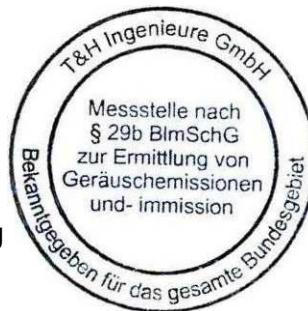 T&H Ingenieure GmbH
Messstelle nach
§ 29b BImSchG
zur Ermittlung von
Geräuschemissionen
und- immission
Bekanntgegeben für das gesamte Bundesgebiet
g